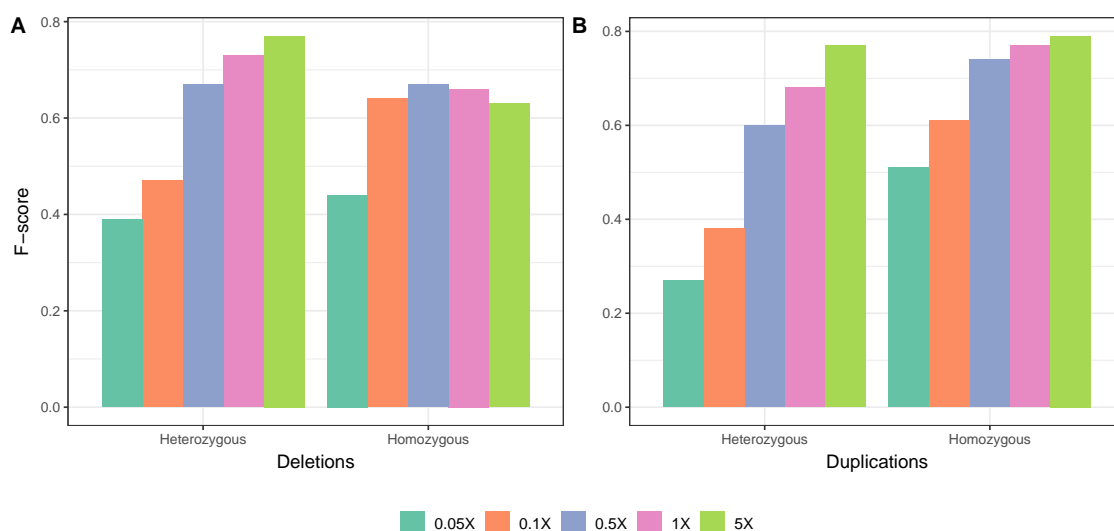 A
B
0.8
0.6
0.4
0.2
0.0
F−score
Heterozygous Homozygous
Deletions
0.8
0.6
0.4
0.2
0.0
Heterozygous Homozygous
Duplications
0.05X 0.1X 0.5X 1X 5X